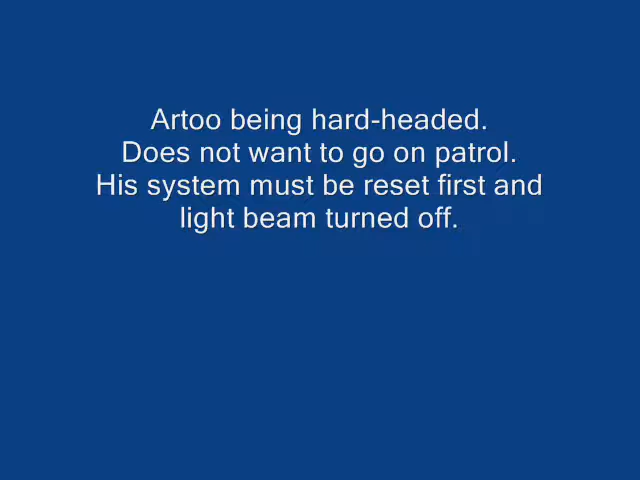 Artoo being hard-headed.
Does not want to go on patrol.
His system must be reset first and
light beam turned off.